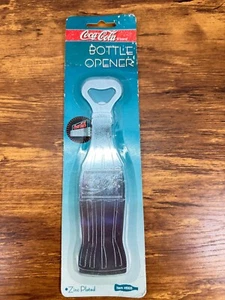 Coca-Cola
BOTTLE
OPENER
Zinc Plated